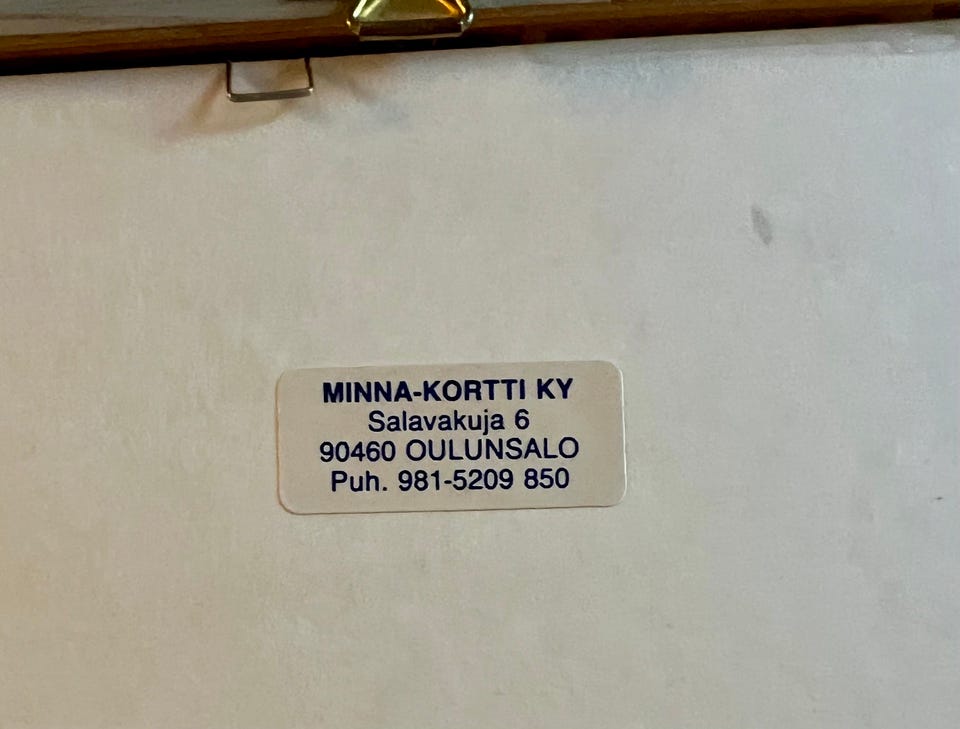 MINNA-KORTTI KY
Salavakuja 6
90460 OULUNSALO
Puh. 981-5209 850